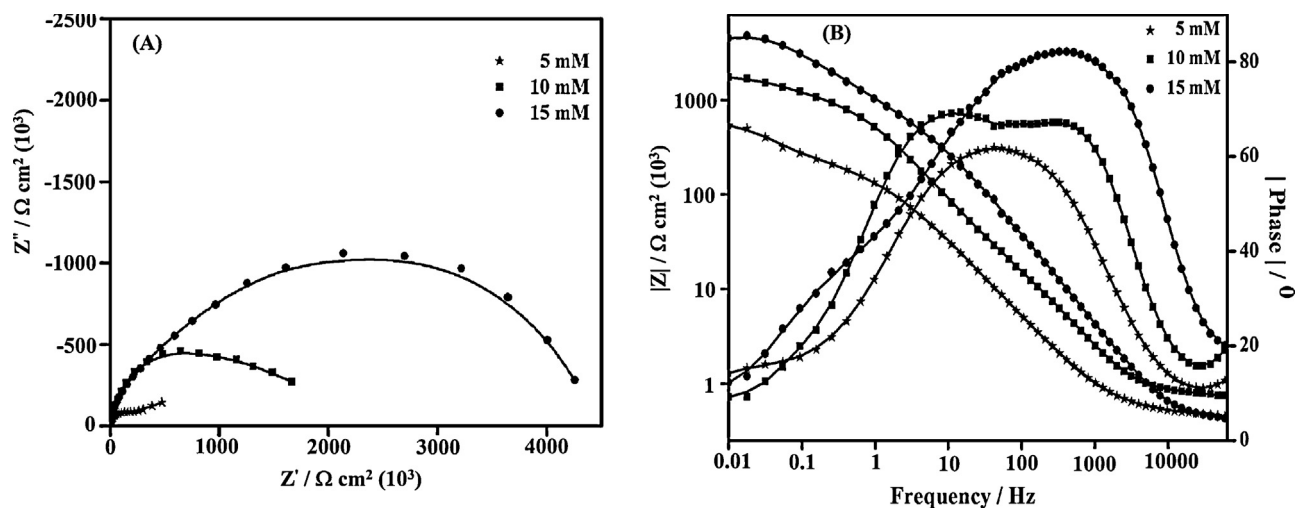 (A)
-2500
-2000
-1500
-1000
-500
0
Z'' / Ω cm² (10³)
0
1000
2000
3000
4000
Z' / Ω cm² (10³)
5 mM
10 mM
15 mM
(B)
1000
100
10
1
|Z| / Ω cm² (10³)
0.01
0.1
1
10
100
1000
10000
Frequency / Hz
5 mM
10 mM
15 mM
80
60
40
20
0
| Phase | / 0